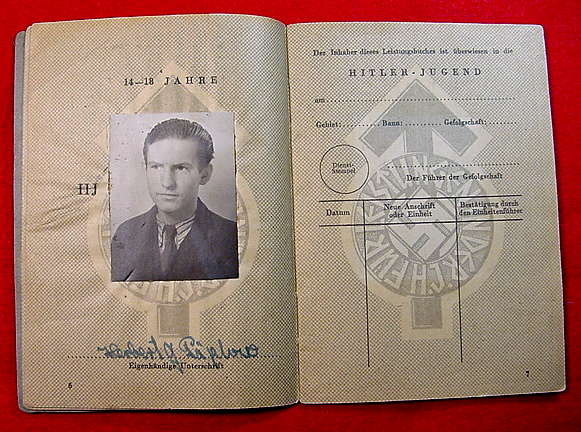 14—18 JAHRE
HJ
Eigenhändige Unterschrift
6
Der Inhaber dieses Leistungsbuches ist überwiesen in die
HITLER-JUGEND
am
Gebiet: Bann: Gefolgschaft:
Dienst-
Stempel
Der Führer der Gefolgschaft
Datum
Neue Anschrift
oder Einheit
Bestätigung durch
den Einheitenführer
7